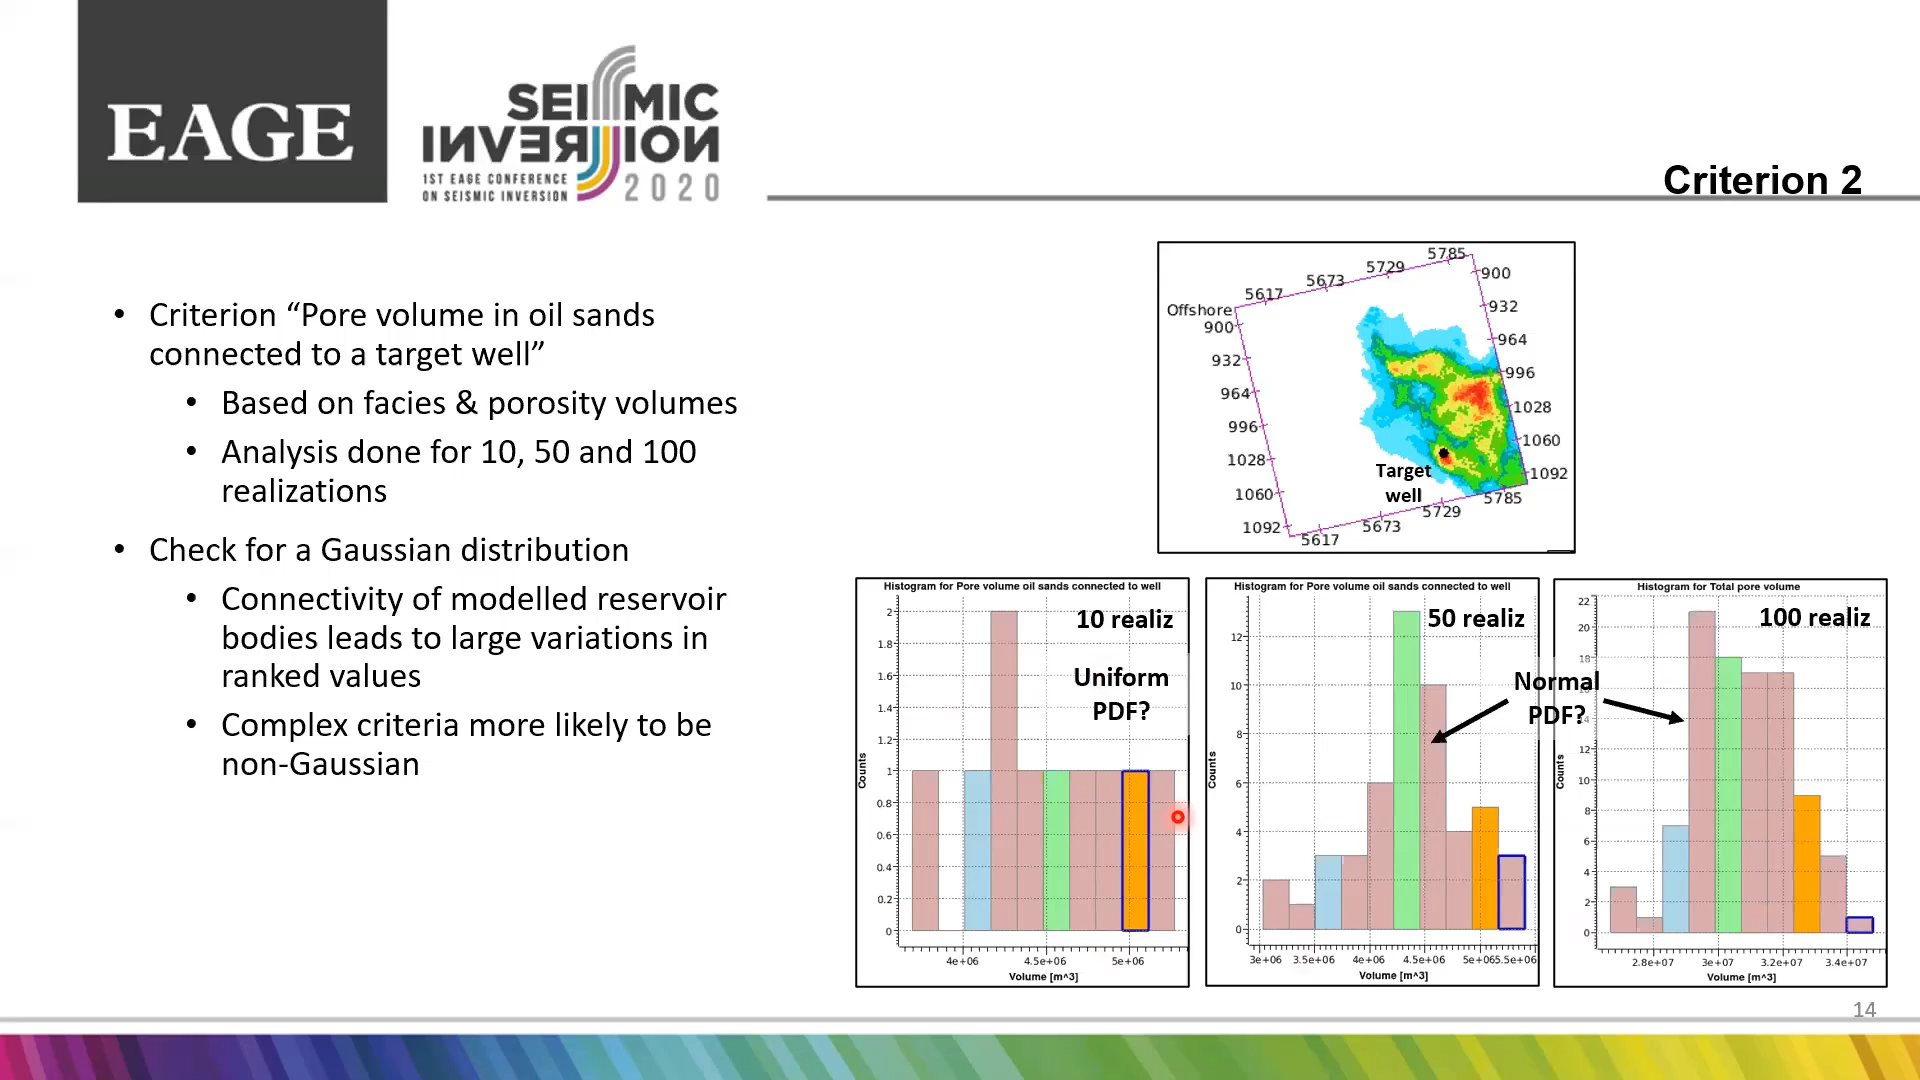 EAGE
SEISMIC
INVERSION
1ST EAGE CONFERENCE
ON SEISMIC INVERSION
2020
Criterion 2
• Criterion “Pore volume in oil sands
connected to a target well”
• Based on facies & porosity volumes
• Analysis done for 10, 50 and 100
realizations
• Check for a Gaussian distribution
• Connectivity of modelled reservoir
bodies leads to large variations in
ranked values
• Complex criteria more likely to be
non-Gaussian
5785
5729
5673
5617
Offshore
900
932
964
996
1028
1060
1092
900
932
964
996
1028
1060
1092
5785
5729
5673
5617
Target
well
Histogram for Pore volume oil sands connected to well
10 realiz
Uniform
PDF?
2
1.8
1.6
1.4
1.2
1
0.8
0.6
0.4
0.2
0
Counts
4e+06 4.5e+06 5e+06
Volume [m^3]
Histogram for Pore volume oil sands connected to well
50 realiz
12
10
8
6
4
2
0
Counts
3e+06 3.5e+06 4e+06 4.5e+06 5e+06 5.5e+06
Volume [m^3]
Normal
PDF?
Histogram for Total pore volume
100 realiz
22
20
18
16
14
12
10
8
6
4
2
0
Counts
2.8e+07 3e+07 3.2e+07 3.4e+07
Volume [m^3]
14